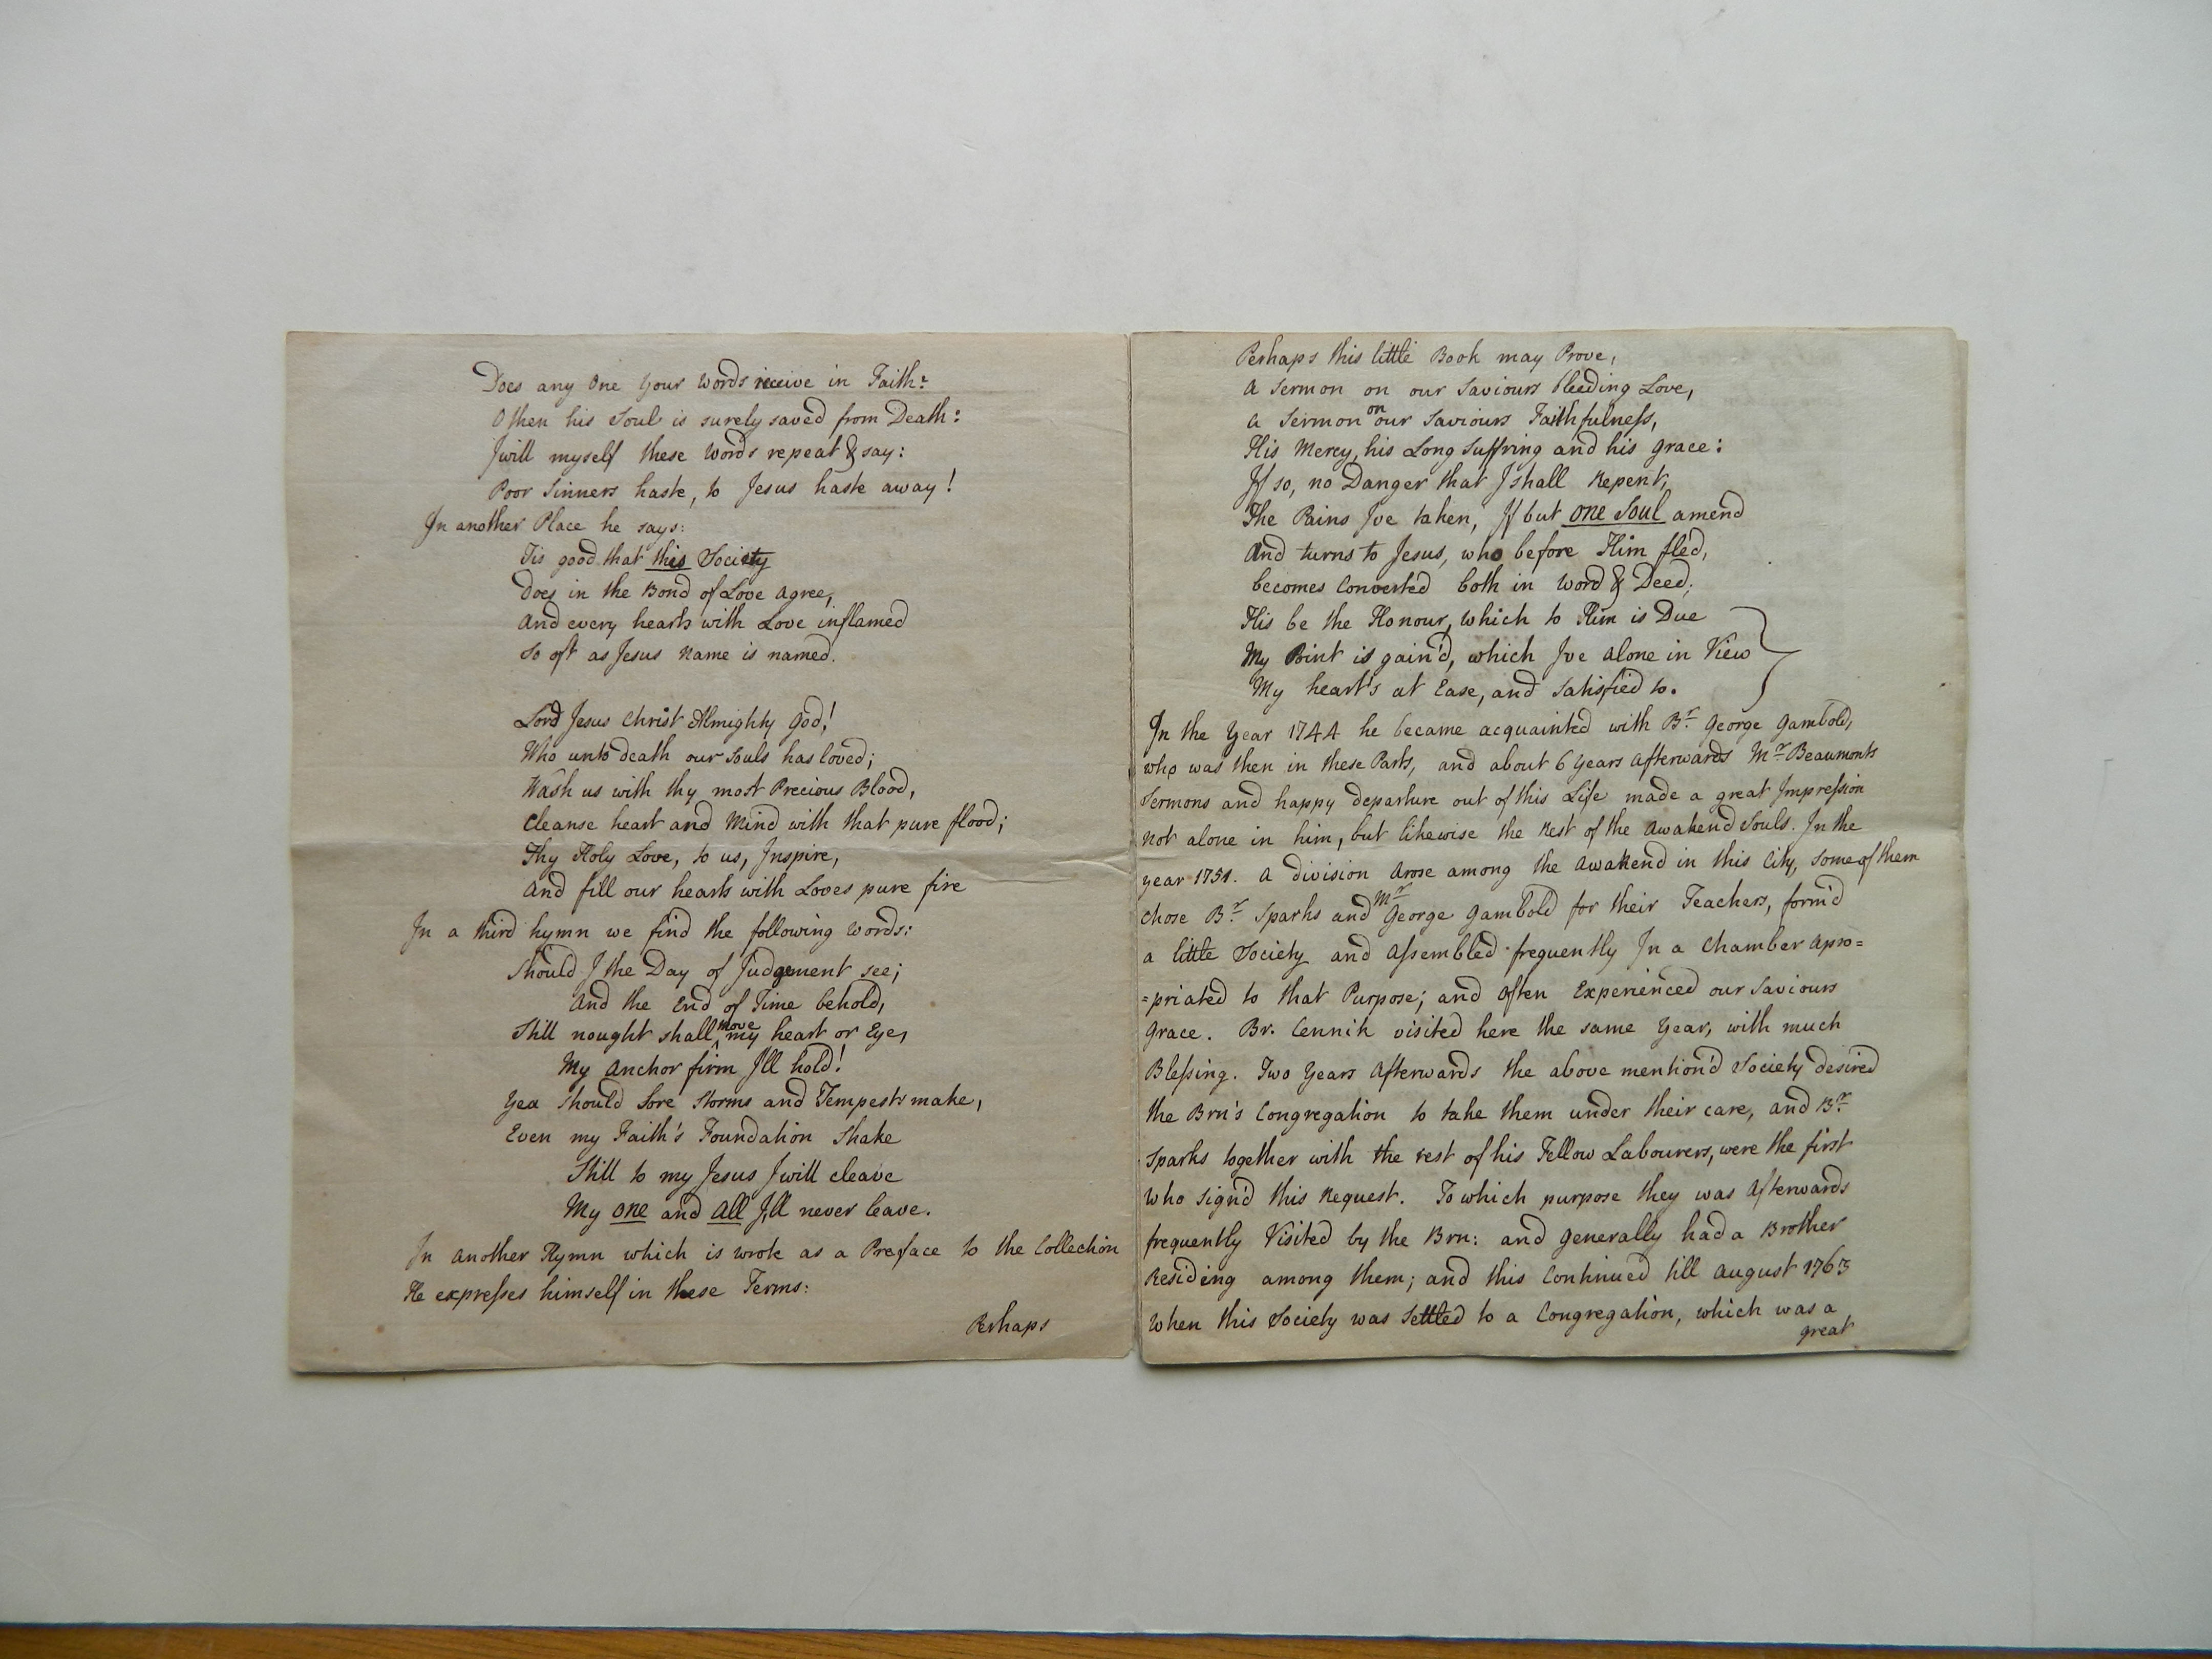 Does any one your words receive in Faith:
O then his Soul is surely saved from Death:
I will myself these words repeat & say:
Poor Sinners haste, to Jesus haste away!
In another Place he says:
Tis good that this Society
Does in the Bond of Love agree,
And every hearts with Love inflamed
So oft as Jesus Name is named.
Lord Jesus Christ Almighty God!
Who unto death our Souls has loved;
Wash us with thy most Precious Blood,
Cleanse heart and Mind with that pure flood;
Thy Holy Love, to us, Inspire,
And fill our hearts with Loves pure fire
In a third hymn we find the following words:
Should I the Day of Judgement see;
And the End of Time behold,
Still nought shall move my heart or Eye,
My Anchor firm I'll hold!
Yea should sore Storms and Tempests make,
Even my Faith's Foundation Shake
Still to my Jesus I will cleave
My one and All I'll never leave.
In another Hymn which is wrote as a Preface to the Collection
He expresses himself in these Terms:
Perhaps
Perhaps this little Book may Prove,
A Sermon on our Saviours bleeding Love,
A Sermon on our Saviours Faithfulness,
His Mercy, his Long Suffring and his Grace:
If so, no Danger that I shall Repent,
The Pains I've taken, If but one Soul amend
And turns to Jesus, who before Him fled,
becomes Converted both in Word & Deed;
His be the Honour, which to Him is Due
My Point is gain'd, which I've alone in View
My heart's at Ease, and Satisfied to.
In the Year 1744 he became acquainted with Br. George Gambold,
who was then in these Parts, and about 6 Years afterwards Mr. Beaumonts
Sermons and happy departure out of this Life made a great Impression
not alone in him, but likewise the Rest of the Awakend Souls. In the
year 1751. A division Arose among the Awakend in this City, Some of them
Chose Br. Sparks and Mr. George Gambold for their Teachers, form'd
a little Society and Assembled frequently In a Chamber Apro=
=priated to that Purpose; and Often Experienced our Saviours
Grace. Br. Cennik visited here the same Year, with much
Blessing. Two Years Afterwards the above mention'd Society desired
the Brn's Congregation to take them under their care, and Br.
Sparks together with the rest of his Fellow Labourers, were the first
who sign'd this Request. To which purpose they was Afterwards
frequently Visited by the Brn: and generally had a Brother
Residing among them; and this Continued till August 1763
When this Society was Settled to a Congregation, which was a
great